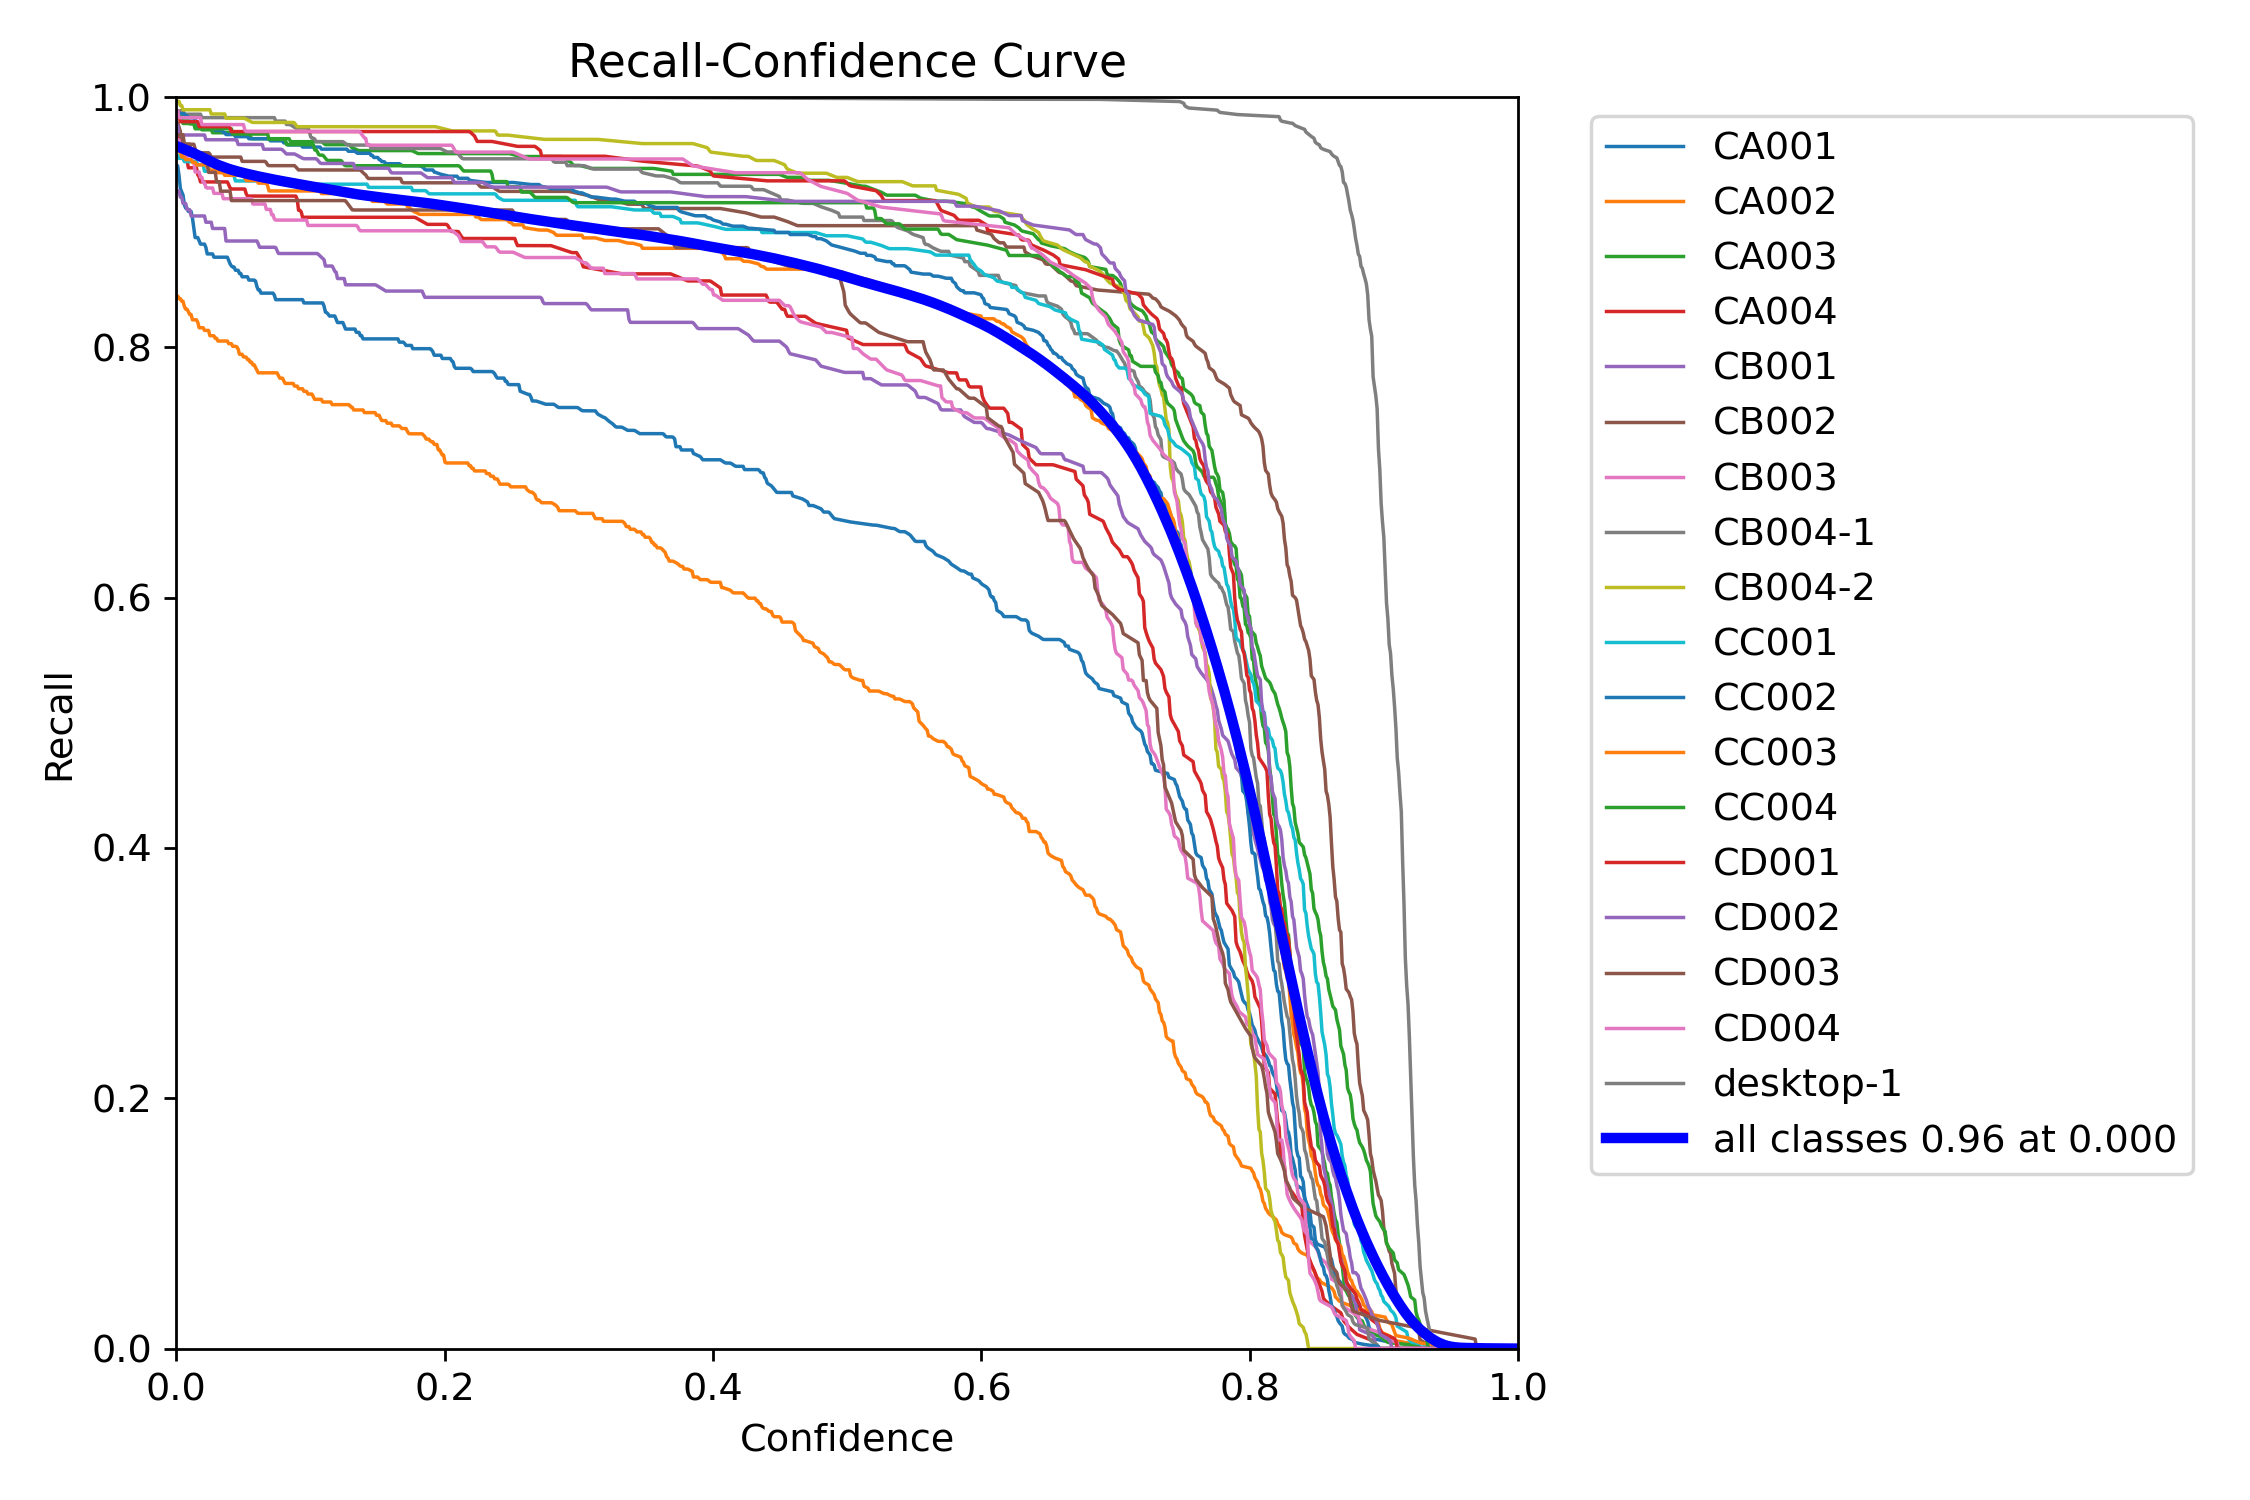 Recall-Confidence Curve
1.0
0.8
0.6
0.4
0.2
0.0
Recall
0.0 0.2 0.4 0.6 0.8 1.0
Confidence
CA001
CA002
CA003
CA004
CB001
CB002
CB003
CB004-1
CB004-2
CC001
CC002
CC003
CC004
CD001
CD002
CD003
CD004
desktop-1
all classes 0.96 at 0.000